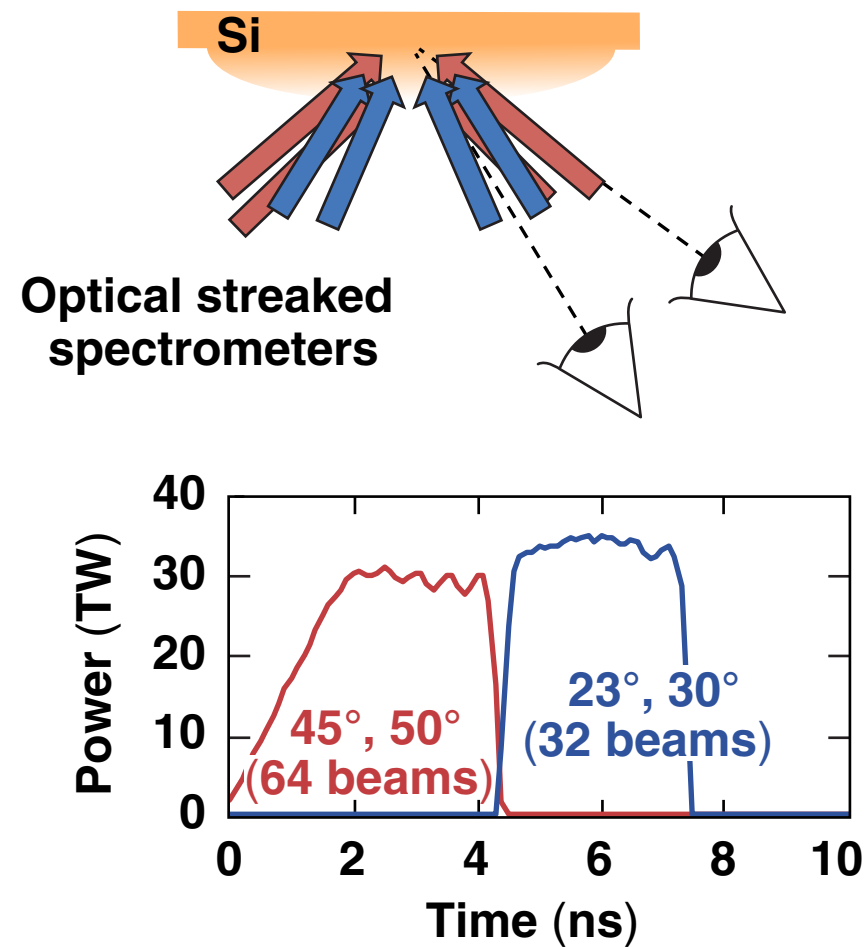 Si
Optical streaked
spectrometers
Power (TW)
40
30
20
10
0
45°, 50°
(64 beams)
23°, 30°
(32 beams)
0 2 4 6 8 10
Time (ns)